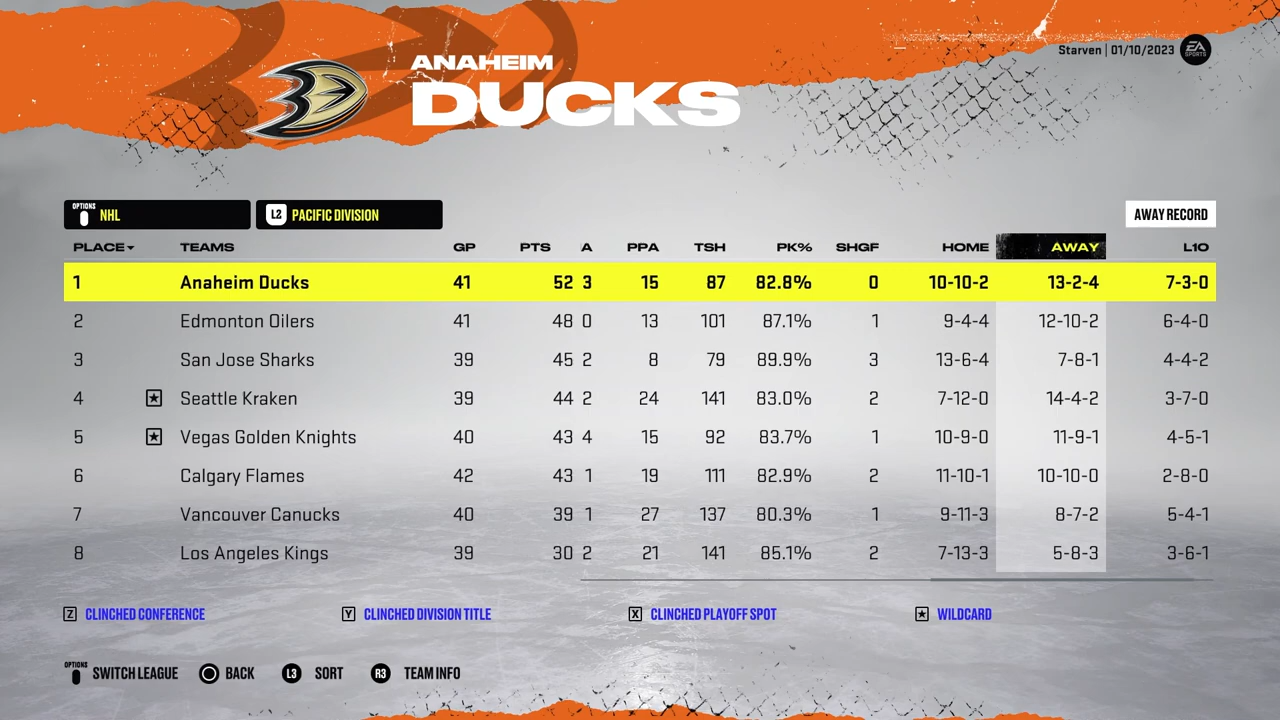 Starven | 01/10/2023
EA SPORTS
ANAHEIM
DUCKS
OPTIONS NHL L2 PACIFIC DIVISION AWAY RECORD
PLACE TEAMS GP PTS A PPA TSH PK% SHGF HOME AWAY L10
1 Anaheim Ducks 41 52 3 15 87 82.8% 0 10-10-2 13-2-4 7-3-0
2 Edmonton Oilers 41 48 0 13 101 87.1% 1 9-4-4 12-10-2 6-4-0
3 San Jose Sharks 39 45 2 8 79 89.9% 3 13-6-4 7-8-1 4-4-2
4 Seattle Kraken 39 44 2 24 141 83.0% 2 7-12-0 14-4-2 3-7-0
5 Vegas Golden Knights 40 43 4 15 92 83.7% 1 10-9-0 11-9-1 4-5-1
6 Calgary Flames 42 43 1 19 111 82.9% 2 11-10-1 10-10-0 2-8-0
7 Vancouver Canucks 40 39 1 27 137 80.3% 1 9-11-3 8-7-2 5-4-1
8 Los Angeles Kings 39 30 2 21 141 85.1% 2 7-13-3 5-8-3 3-6-1
Z CLINCHED CONFERENCE Y CLINCHED DIVISION TITLE X CLINCHED PLAYOFF SPOT WILDCARD
OPTIONS SWITCH LEAGUE BACK L3 SORT R3 TEAM INFO